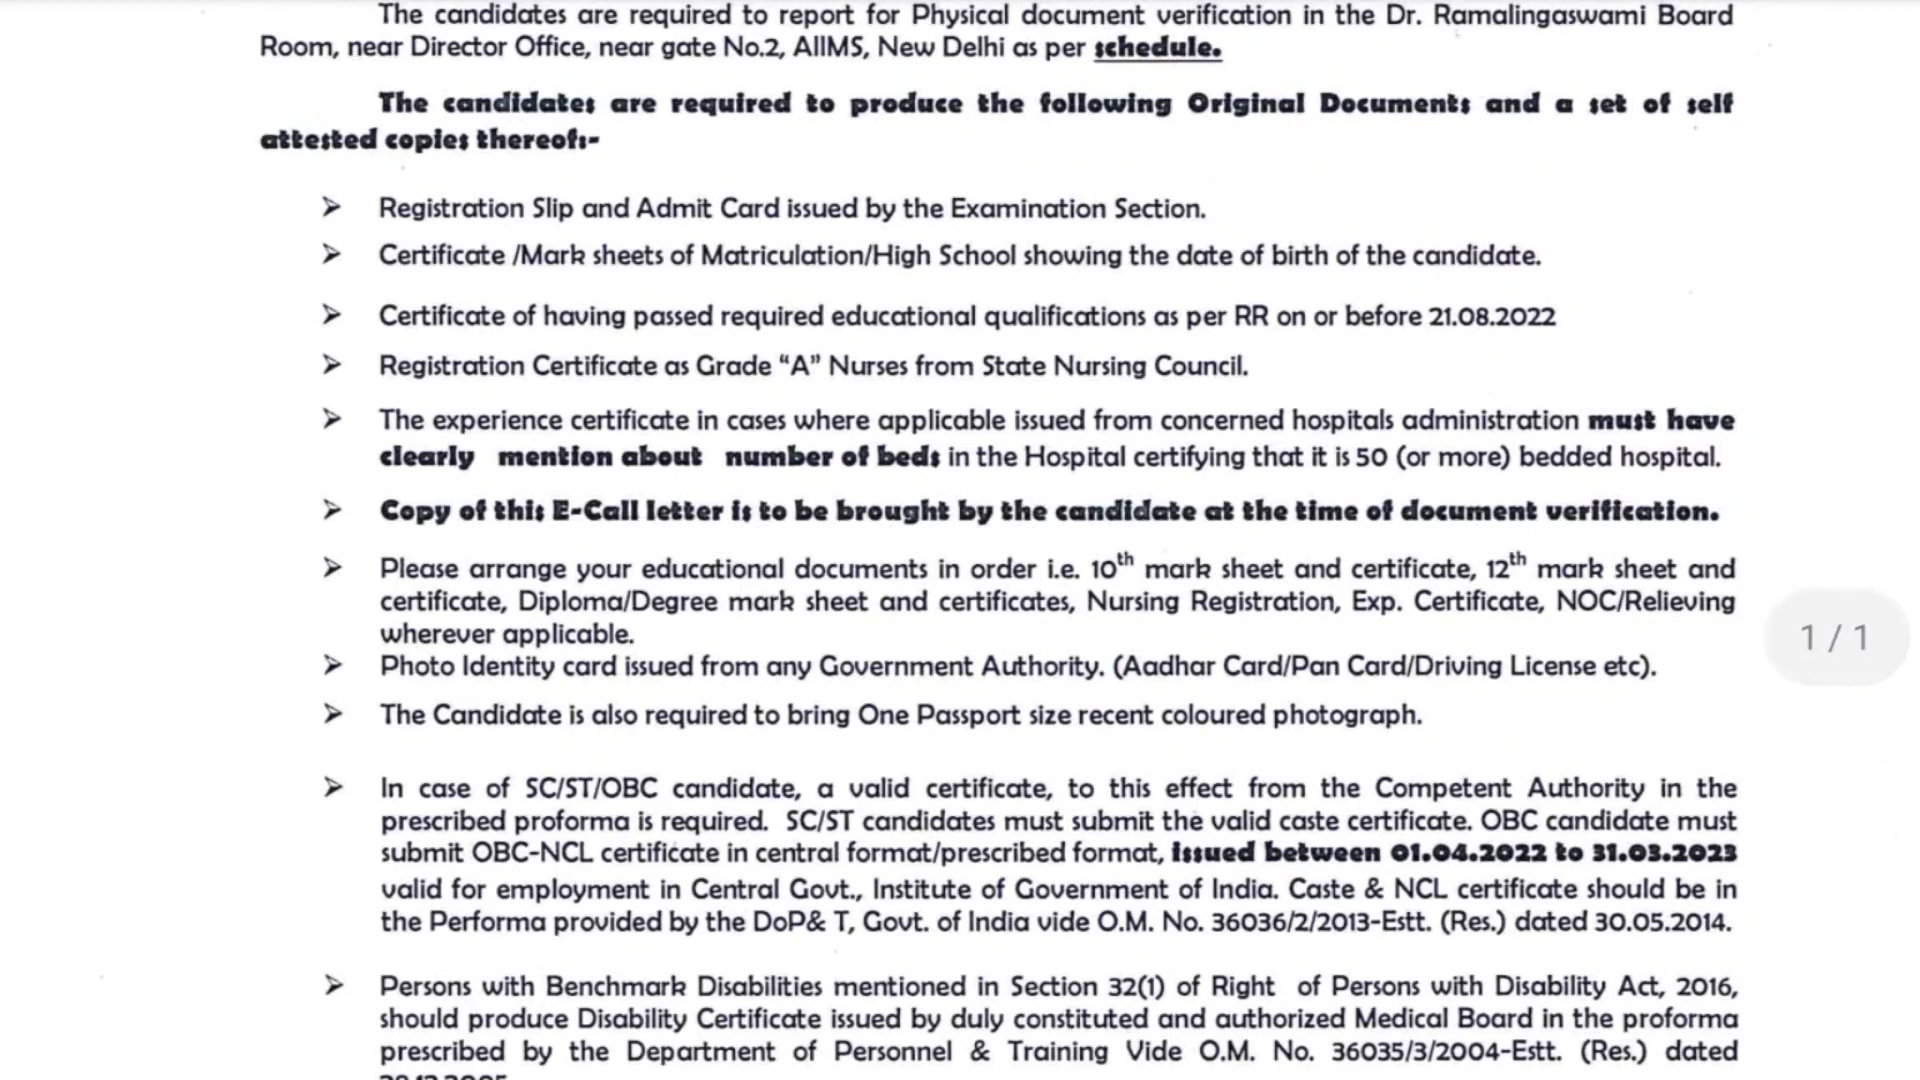 The candidates are required to report for Physical document verification in the Dr. Ramalingaswami Board
Room, near Director Office, near gate No.2, AIIMS, New Delhi as per schedule.
The candidates are required to produce the following Original Documents and a set of self
attested copies thereof:-
➢ Registration Slip and Admit Card issued by the Examination Section.
➢ Certificate /Mark sheets of Matriculation/High School showing the date of birth of the candidate.
➢ Certificate of having passed required educational qualifications as per RR on or before 21.08.2022
➢ Registration Certificate as Grade “A” Nurses from State Nursing Council.
➢ The experience certificate in cases where applicable issued from concerned hospitals administration must have
clearly mention about number of beds in the Hospital certifying that it is 50 (or more) bedded hospital.
➢ Copy of this E-Call letter is to be brought by the candidate at the time of document verification.
➢ Please arrange your educational documents in order i.e. 10th mark sheet and certificate, 12th mark sheet and
certificate, Diploma/Degree mark sheet and certificates, Nursing Registration, Exp. Certificate, NOC/Relieving
wherever applicable.
➢ Photo Identity card issued from any Government Authority. (Aadhar Card/Pan Card/Driving License etc).
➢ The Candidate is also required to bring One Passport size recent coloured photograph.
➢ In case of SC/ST/OBC candidate, a valid certificate, to this effect from the Competent Authority in the
prescribed proforma is required. SC/ST candidates must submit the valid caste certificate. OBC candidate must
submit OBC-NCL certificate in central format/prescribed format, issued between 01.04.2022 to 31.03.2023
valid for employment in Central Govt., Institute of Government of India. Caste & NCL certificate should be in
the Performa provided by the DoP& T, Govt. of India vide O.M. No. 36036/2/2013-Estt. (Res.) dated 30.05.2014.
➢ Persons with Benchmark Disabilities mentioned in Section 32(1) of Right of Persons with Disability Act, 2016,
should produce Disability Certificate issued by duly constituted and authorized Medical Board in the proforma
prescribed by the Department of Personnel & Training Vide O.M. No. 36035/3/2004-Estt. (Res.) dated
1 / 1